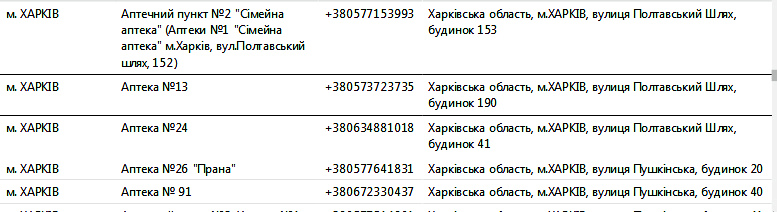 м. ХАРКІВ Аптечний пункт №2 "Сімейна +380577153993 Харківська область, м.ХАРКІВ, вулиця Полтавський Шлях,
аптека" (Аптеки №1 "Сімейна будинок 153
аптека" м.Харків, вул.Полтавський
шлях, 152)
м. ХАРКІВ Аптека №13 +380573723735 Харківська область, м.ХАРКІВ, вулиця Полтавський Шлях,
будинок 190
м. ХАРКІВ Аптека №24 +380634881018 Харківська область, м.ХАРКІВ, вулиця Полтавський Шлях,
будинок 41
м. ХАРКІВ Аптека №26 "Прана" +380577641831 Харківська область, м.ХАРКІВ, вулиця Пушкінська, будинок 20
м. ХАРКІВ Аптека № 91 +380672330437 Харківська область, м.ХАРКІВ, вулиця Пушкінська, будинок 40